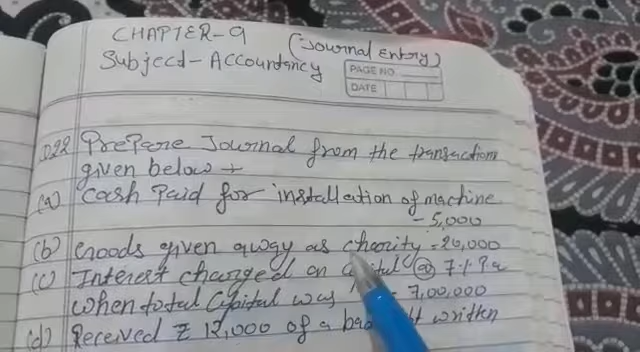 CHAPTER-9
(Journal Entry)
Subject - Accountancy
PAGE NO
DATE
Q22 Prepare Journal from the transaction
given below :-
(a) Cash Paid for installation of machine
- 5,000
(b) Goods given away as charity - 20,000
(c) Interest charged on Capital @ 7% P.a
when total Capital was - 7,00,000
(d) Received ₹ 12,000 of a written